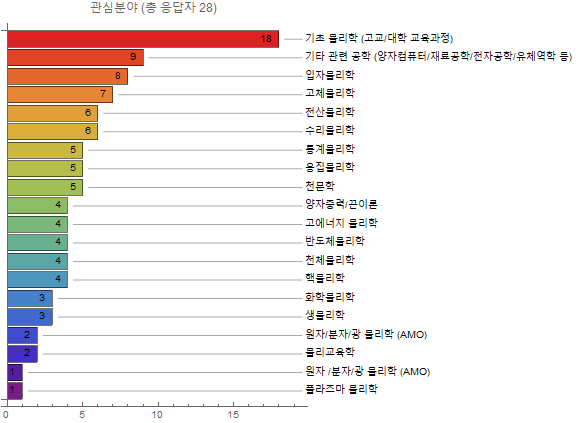 관심분야 (총 응답자 28)
18 기초 물리학 (고교/대학 교육과정)
9 기타 관련 공학 (양자컴퓨터/재료공학/전자공학/유체역학 등)
8 입자물리학
7 고체물리학
6 전산물리학
6 수리물리학
5 통계물리학
5 응집물리학
5 천문학
4 양자중력/끈이론
4 고에너지 물리학
4 반도체물리학
4 천체물리학
4 핵물리학
3 화학물리학
3 생물리학
2 원자/분자/광 물리학 (AMO)
2 물리교육학
1 원자 /분자/광 물리학 (AMO)
1 플라즈마 물리학
0 5 10 15